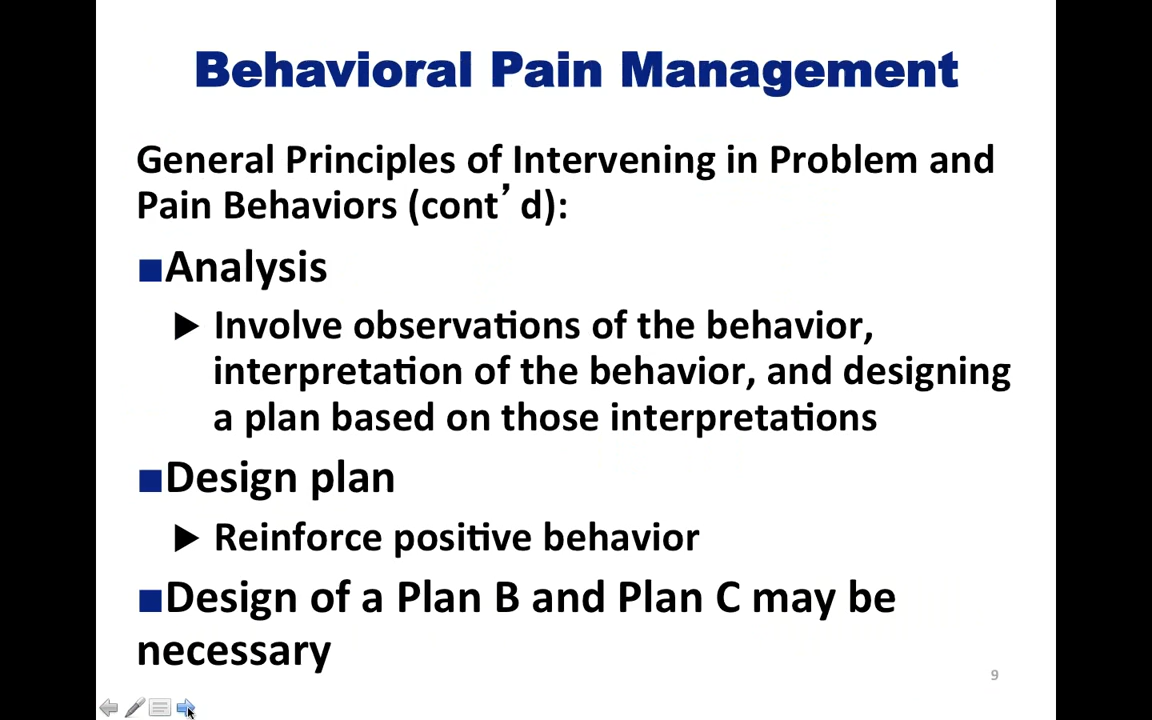 Behavioral Pain Management
General Principles of Intervening in Problem and
Pain Behaviors (cont’ d):
■Analysis
▶ Involve observations of the behavior,
interpretation of the behavior, and designing
a plan based on those interpretations
■Design plan
▶ Reinforce positive behavior
■Design of a Plan B and Plan C may be
necessary
9